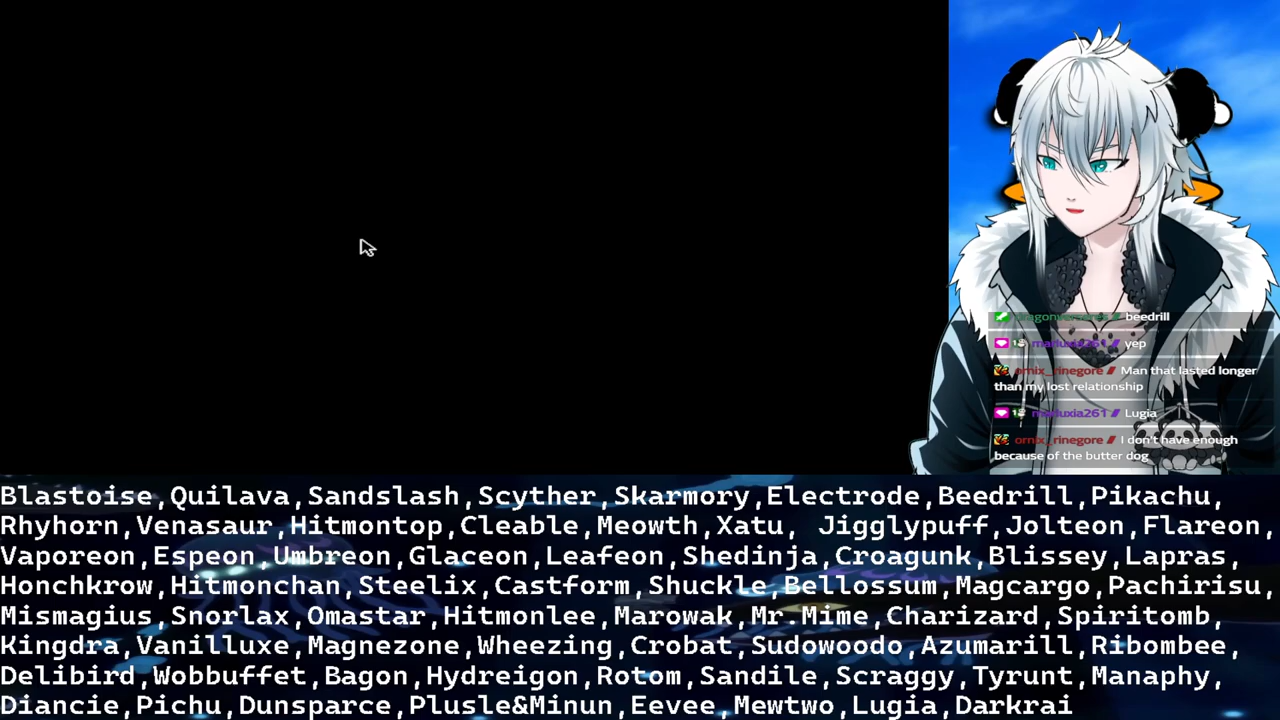 beedrill
maduxia261 // yep
omix_rinegore // Man that lasted longer
than my lost relationship
maduxia261 // Lugia
omix_rinegore // I don't have enough
because of the butter dog
Blastoise,Quilava,Sandslash,Scyther,Skarmory,Electrode,Beedrill,Pikachu,
Rhyhorn,Venasaur,Hitmontop,Cleable,Meowth,Xatu, Jigglypuff,Jolteon,Flareon,
Vaporeon,Espeon,Umbreon,Glaceon,Leafeon,Shedinja,Croagunk,Blissey,Lapras,
Honchkrow,Hitmonchan,Steelix,Castform,Shuckle,Bellossum,Magcargo,Pachirisu,
Mismagius,Snorlax,Omastar,Hitmonlee,Marowak,Mr.Mime,Charizard,Spiritomb,
Kingdra,Vanilluxe,Magnezone,Wheezing,Crobat,Sudowoodo,Azumarill,Ribombee,
Delibird,Wobbuffet,Bagon,Hydreigon,Rotom,Sandile,Scraggy,Tyrunt,Manaphy,
Diancie,Pichu,Dunsparce,Plusle&Minun,Eevee,Mewtwo,Lugia,Darkrai